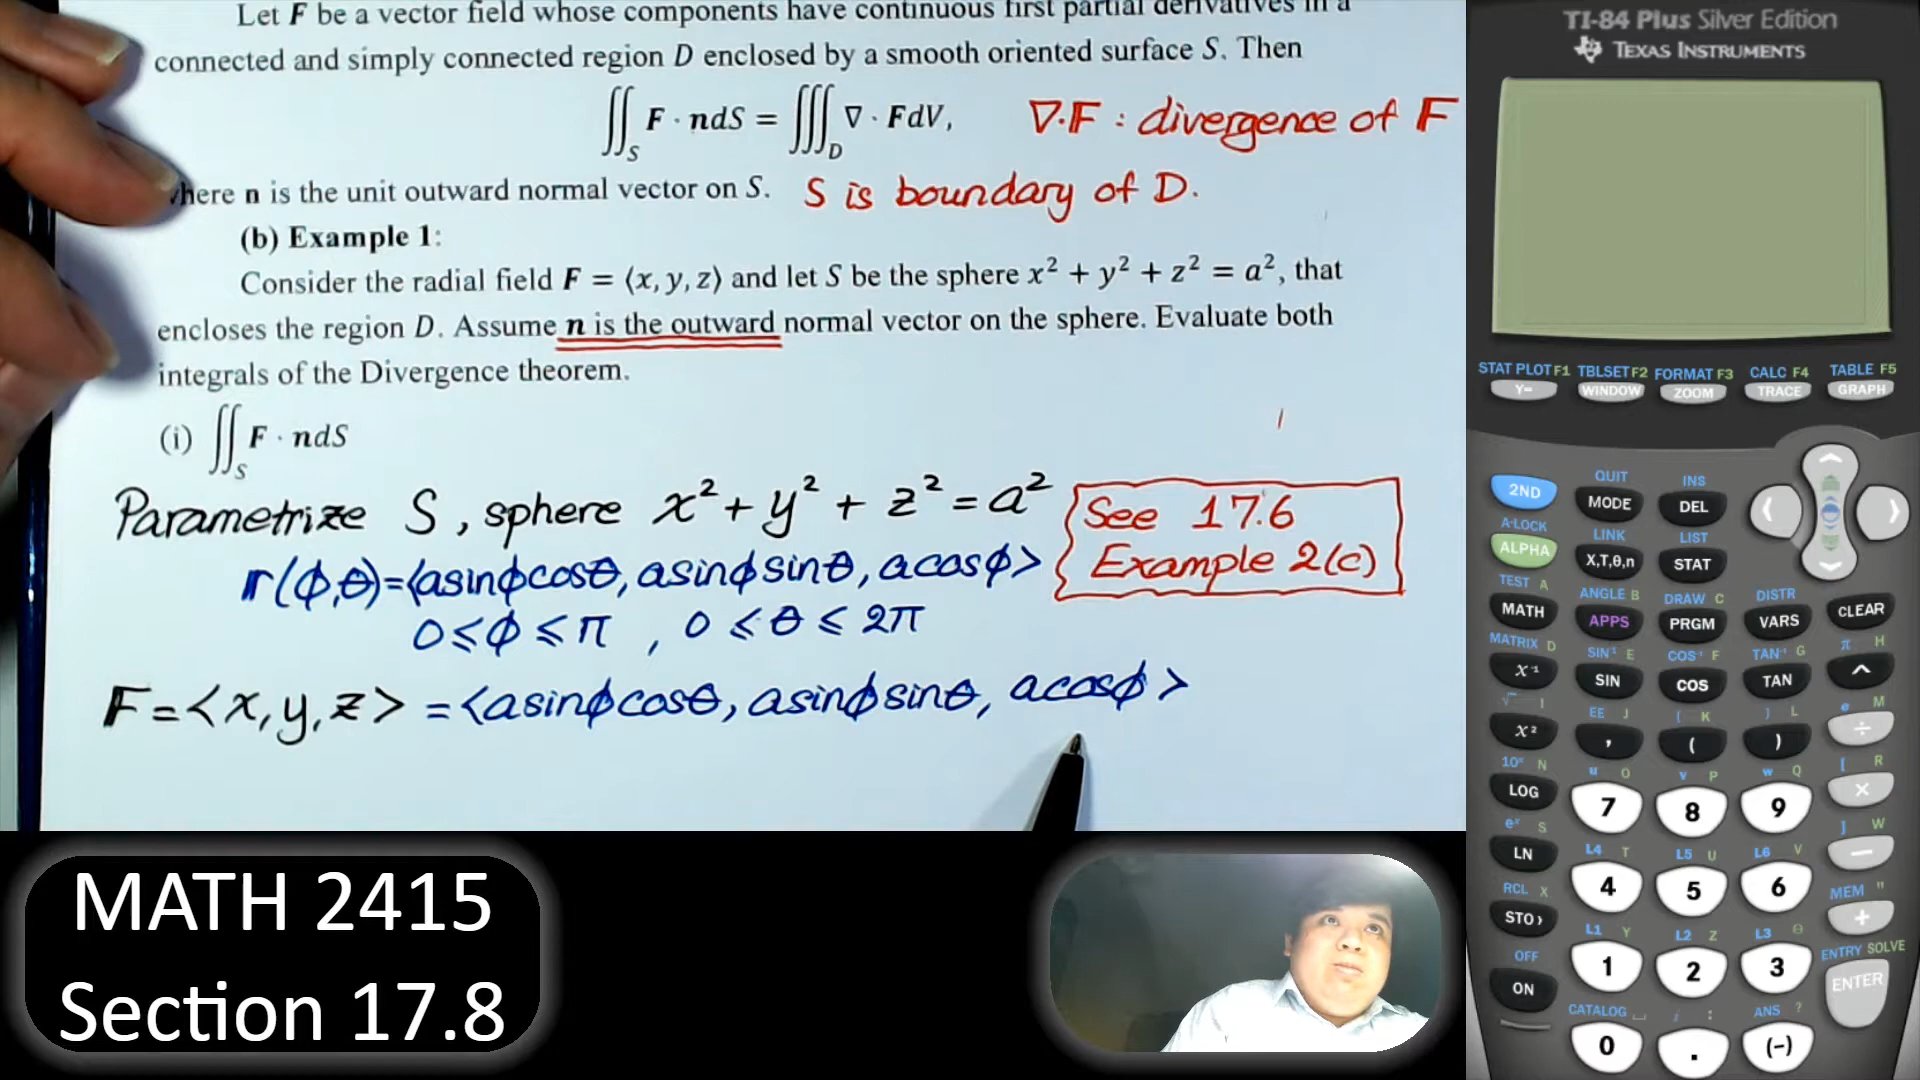 Let F be a vector field whose components have continuous first partial derivatives in a
connected and simply connected region D enclosed by a smooth oriented surface S. Then
∬_S F · ndS = ∭_D ∇ · FdV, ∇·F : divergence of F
where n is the unit outward normal vector on S. S is boundary of D.
(b) Example 1:
Consider the radial field F = ⟨x, y, z⟩ and let S be the sphere x² + y² + z² = a², that
encloses the region D. Assume n is the outward normal vector on the sphere. Evaluate both
integrals of the Divergence theorem.
(i) ∬_S F · ndS
Parametrize S, sphere x² + y² + z² = a²
See 17.6
Example 2(c)
r(ϕ,θ)=⟨asinϕcosθ, asinϕsinθ, acosϕ⟩
0≤ϕ≤π, 0≤θ≤2π
F=⟨x,y,z⟩ =⟨asinϕcosθ, asinϕsinθ, acosϕ⟩
MATH 2415
Section 17.8
TI-84 Plus Silver Edition
TEXAS INSTRUMENTS
STAT PLOT F1 TBLSET F2 FORMAT F3 CALC F4 TABLE F5
Y= WINDOW ZOOM TRACE GRAPH
QUIT INS
2ND MODE DEL
A-LOCK LINK LIST
ALPHA X,T,θ,n STAT
TEST A ANGLE B DRAW C DISTR
MATH APPS PRGM VARS CLEAR
MATRIX D SIN⁻¹ E COS⁻¹ F TAN⁻¹ G π H
x⁻¹ SIN COS TAN ^
√ I EE J { K } L e M
x² , ( ) ÷
10ˣ N u O v P w Q [ R
LOG 7 8 9 ×
eˣ S L4 T L5 U L6 V ] W
LN 4 5 6 −
RCL X L1 Y L2 Z L3 θ MEM "
STO› 1 2 3 +
OFF CATALOG ␣ i : ANS ? ENTRY SOLVE
ON 0 . (−) ENTER